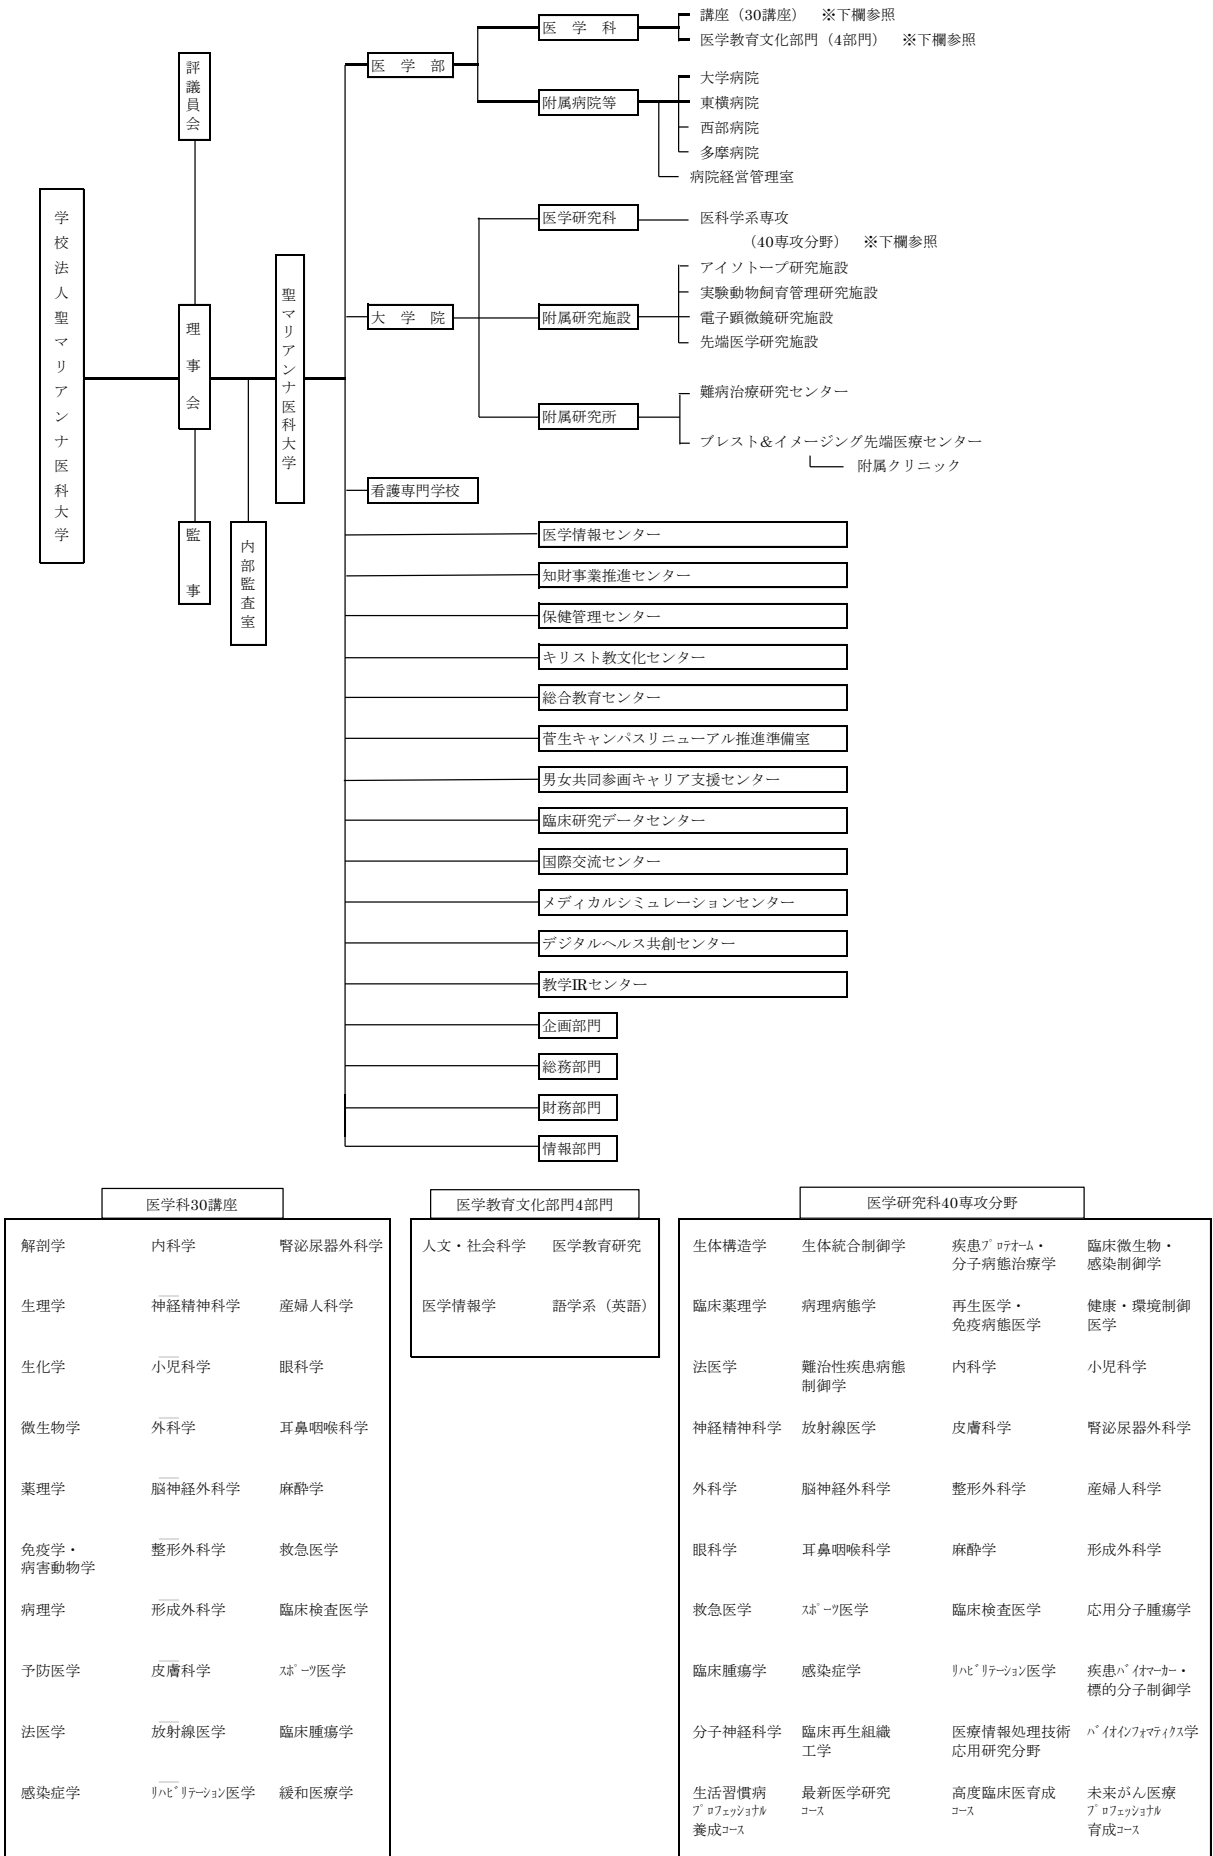 学校法人聖マリアンナ医科大学
評議員会
理事会
監事
内部監査室
聖マリアンナ医科大学
医学部
医学科
講座（30講座）　※下欄参照
医学教育文化部門（4部門）　※下欄参照
附属病院等
大学病院
東横病院
西部病院
多摩病院
病院経営管理室
大学院
医学研究科
医科学系専攻
（40専攻分野）　※下欄参照
附属研究施設
アイソトープ研究施設
実験動物飼育管理研究施設
電子顕微鏡研究施設
先端医学研究施設
附属研究所
難病治療研究センター
ブレスト＆イメージング先端医療センター
附属クリニック
看護専門学校
医学情報センター
知財事業推進センター
保健管理センター
キリスト教文化センター
総合教育センター
菅生キャンパスリニューアル推進準備室
男女共同参画キャリア支援センター
臨床研究データセンター
国際交流センター
メディカルシミュレーションセンター
デジタルヘルス共創センター
教学IRセンター
企画部門
総務部門
財務部門
情報部門
医学科30講座
解剖学　内科学　腎泌尿器外科学
生理学　神経精神科学　産婦人科学
生化学　小児科学　眼科学
微生物学　外科学　耳鼻咽喉科学
薬理学　脳神経外科学　麻酔学
免疫学・　整形外科学　救急医学
病害動物学
病理学　形成外科学　臨床検査医学
予防医学　皮膚科学　ｽﾎﾟｰﾂ医学
法医学　放射線医学　臨床腫瘍学
感染症学　ﾘﾊﾋﾞﾘﾃｰｼｮﾝ医学　緩和医療学
医学教育文化部門4部門
人文・社会科学　医学教育研究
医学情報学　語学系（英語）
医学研究科40専攻分野
生体構造学　生体統合制御学　疾患ﾌﾟﾛﾃｵｰﾑ・　臨床微生物・
分子病態治療学　感染制御学
臨床薬理学　病理病態学　再生医学・　健康・環境制御
免疫病態医学　医学
法医学　難治性疾患病態　内科学　小児科学
制御学
神経精神科学　放射線医学　皮膚科学　腎泌尿器外科学
外科学　脳神経外科学　整形外科学　産婦人科学
眼科学　耳鼻咽喉科学　麻酔学　形成外科学
救急医学　ｽﾎﾟｰﾂ医学　臨床検査医学　応用分子腫瘍学
臨床腫瘍学　感染症学　ﾘﾊﾋﾞﾘﾃｰｼｮﾝ医学　疾患ﾊﾞｲｵﾏｰｶｰ・
標的分子制御学
分子神経科学　臨床再生組織　医療情報処理技術　ﾊﾞｲｵｲﾝﾌｫﾏﾃｨｸｽ学
工学　応用研究分野
生活習慣病　最新医学研究　高度臨床医育成　未来がん医療
ﾌﾟﾛﾌｪｯｼｮﾅﾙ　ｺｰｽ　ｺｰｽ　ﾌﾟﾛﾌｪｯｼｮﾅﾙ
養成ｺｰｽ　育成ｺｰｽ